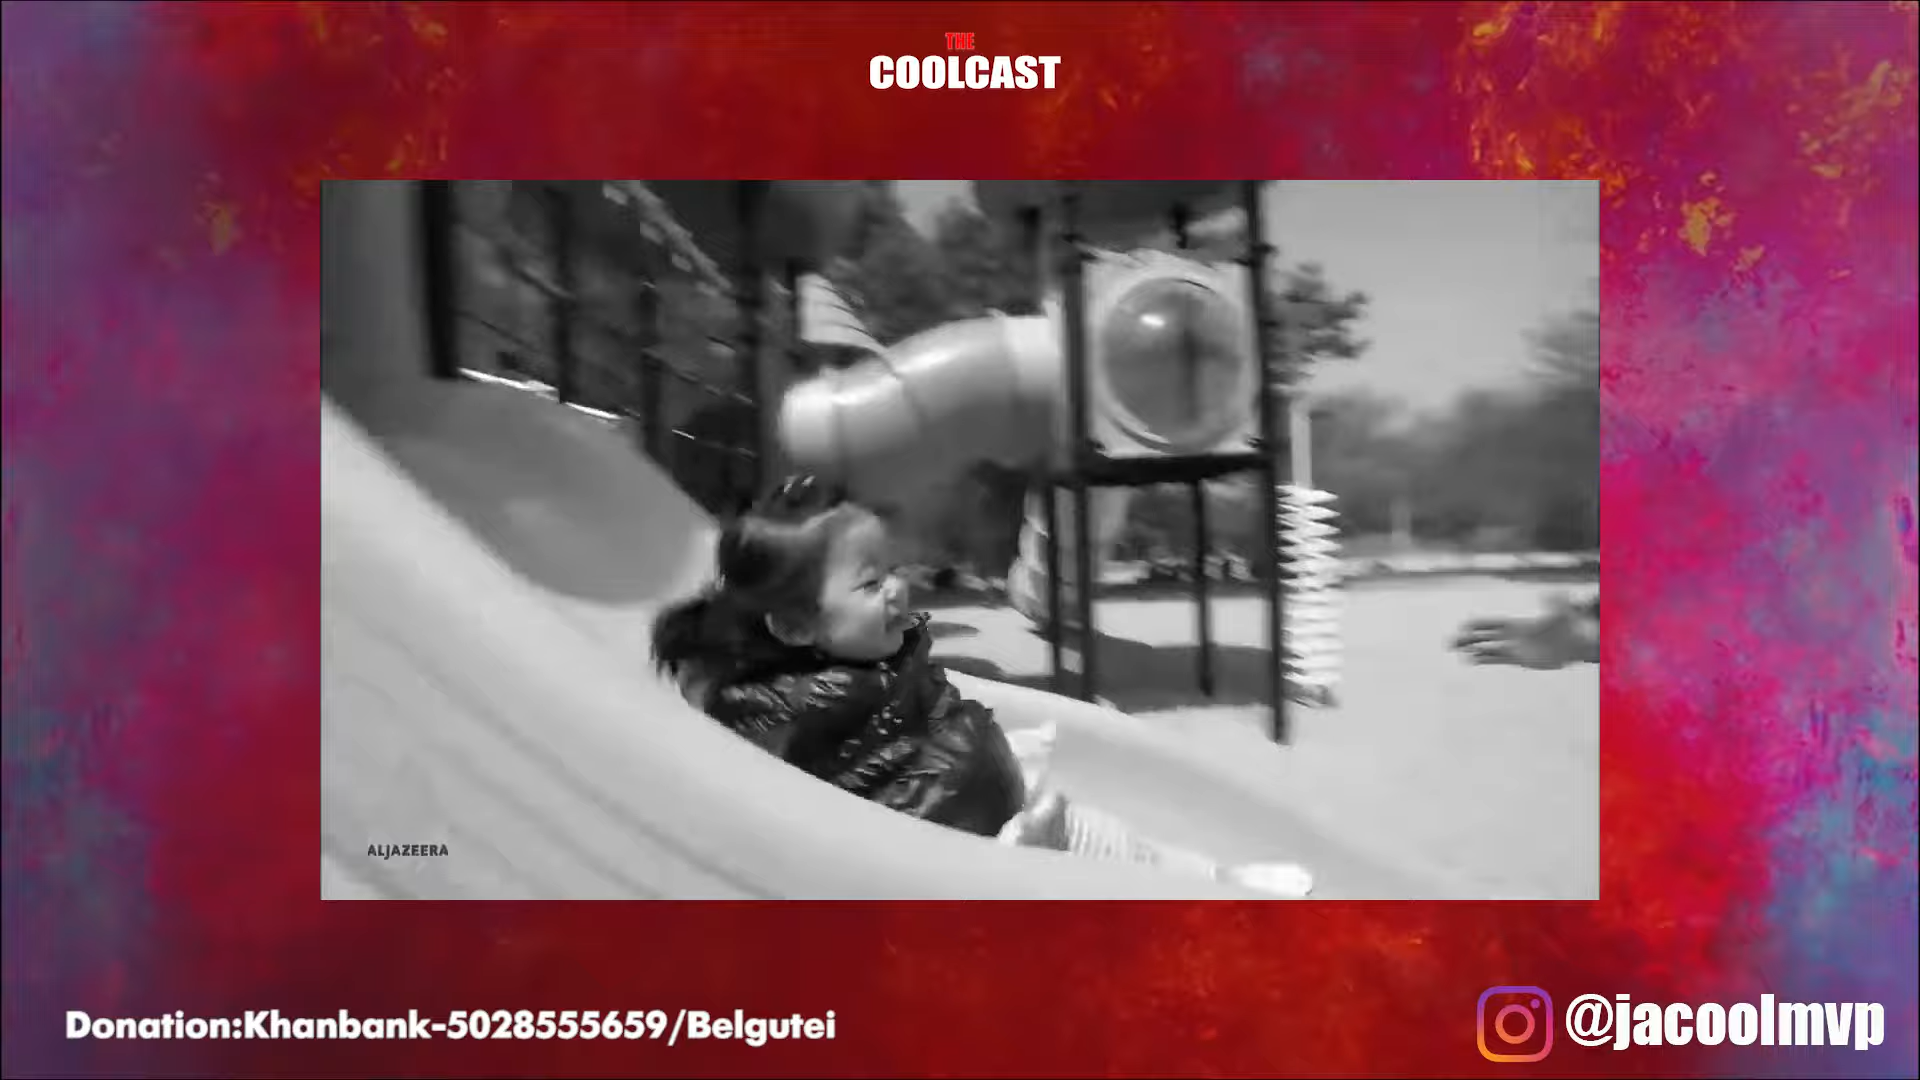 THE
COOLCAST
ALJAZEERA
Donation:Khanbank-5028555659/Belgutei
@jacoolmvp